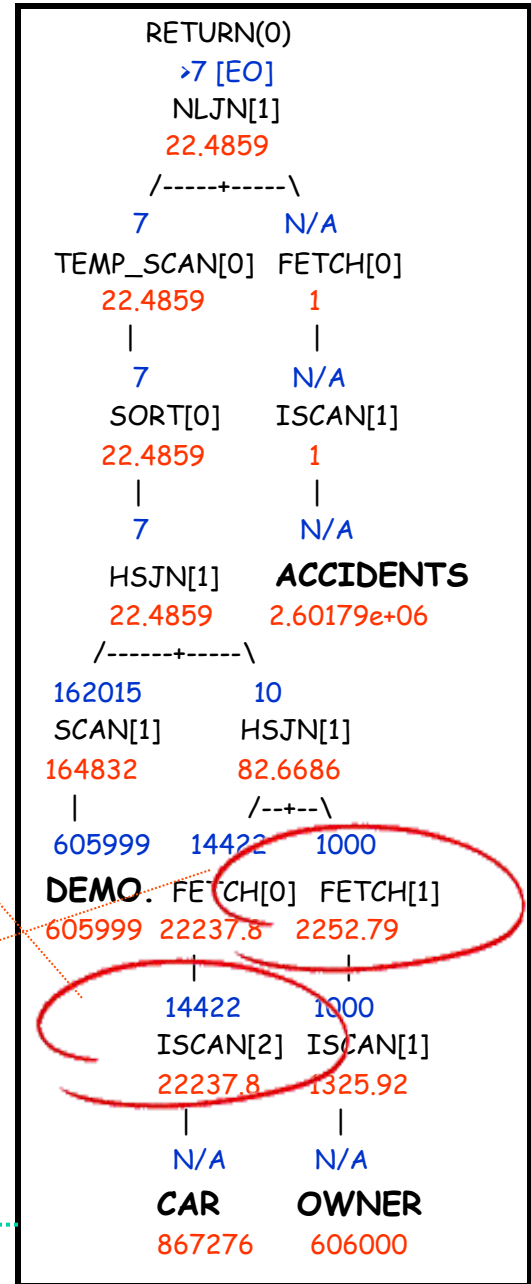 RETURN(0)
>7 [EO]
NLJN[1]
22.4859
/-----+-----\
7 N/A
TEMP_SCAN[0] FETCH[0]
22.4859 1
| |
7 N/A
SORT[0] ISCAN[1]
22.4859 1
| |
7 N/A
HSJN[1] ACCIDENTS
22.4859 2.60179e+06
/------+-----\
162015 10
SCAN[1] HSJN[1]
164832 82.6686
| /--+--\
605999 14422 1000
DEMO. FETCH[0] FETCH[1]
605999 22237.8 2252.79
| |
14422 1000
ISCAN[2] ISCAN[1]
22237.8 1325.92
| |
N/A N/A
CAR OWNER
867276 606000